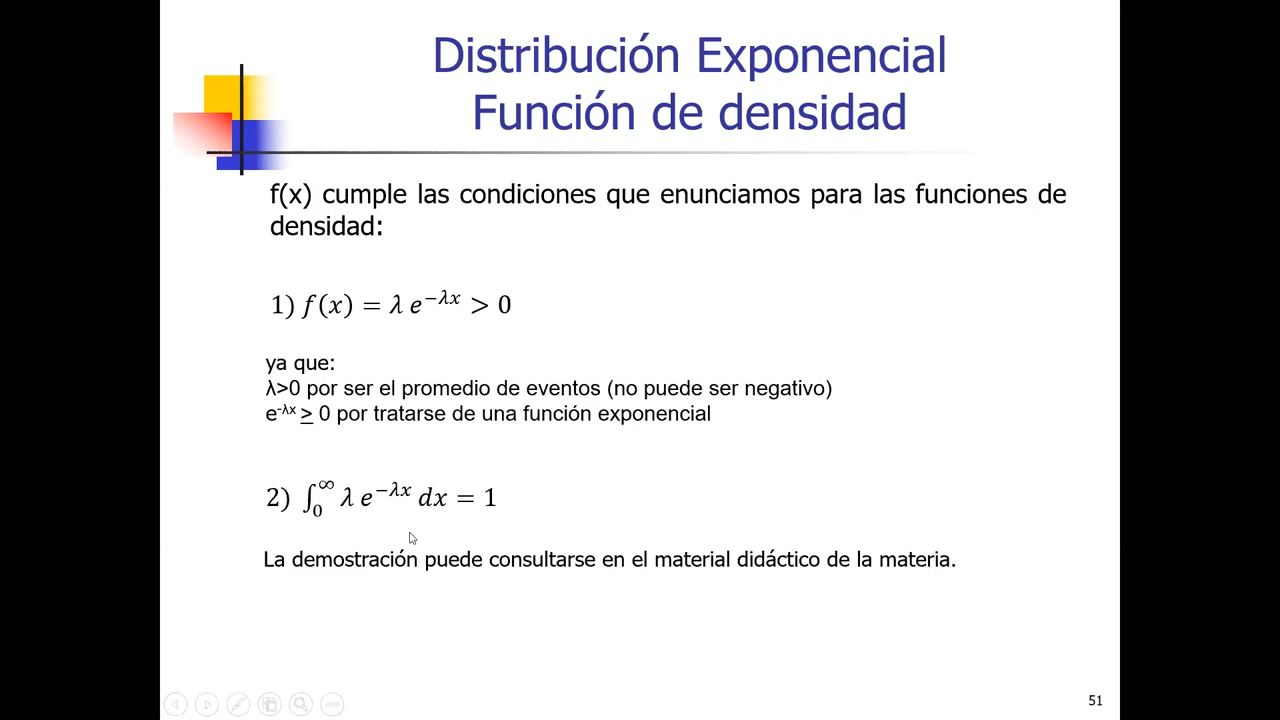 Distribución Exponencial
Función de densidad
f(x) cumple las condiciones que enunciamos para las funciones de
densidad:
1) f(x) = λ e^{−λx} > 0
ya que:
λ>0 por ser el promedio de eventos (no puede ser negativo)
e^{-λx} ≥ 0 por tratarse de una función exponencial
2) ∫_0^∞ λ e^{−λx} dx = 1
La demostración puede consultarse en el material didáctico de la materia.
51